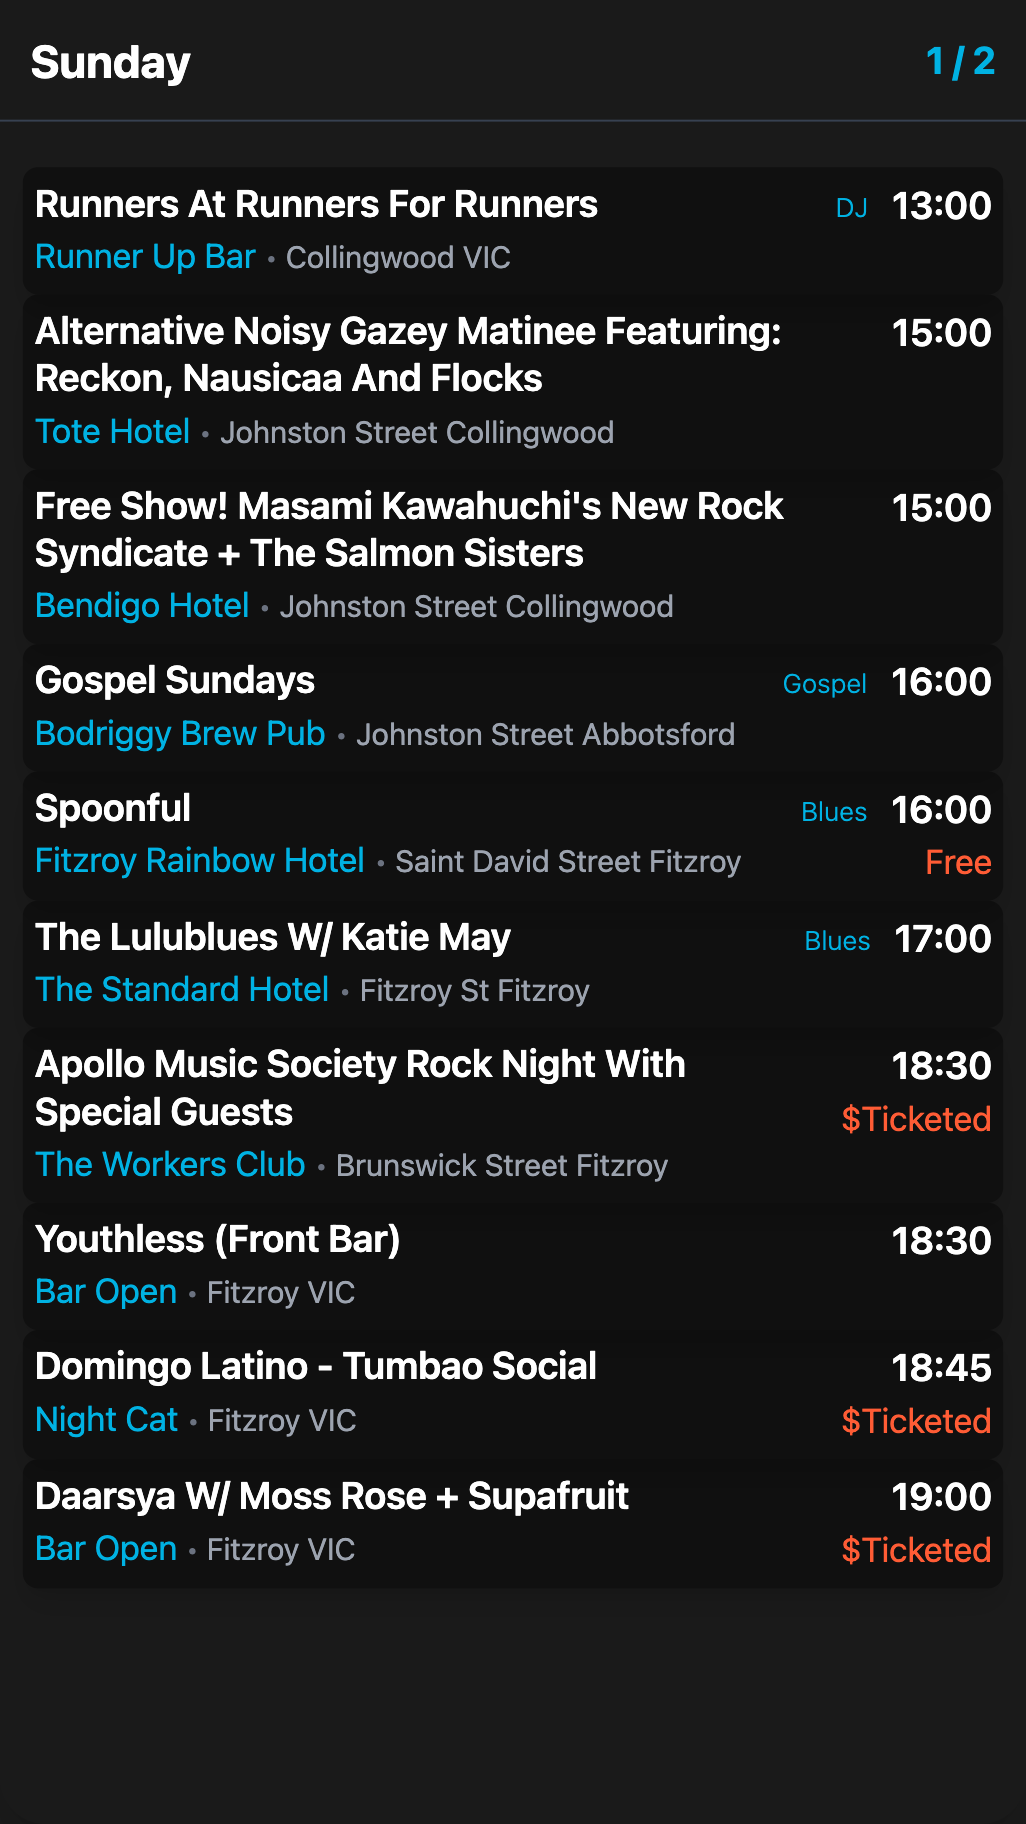 Sunday 1 / 2
Runners At Runners For Runners DJ 13:00
Runner Up Bar • Collingwood VIC
Alternative Noisy Gazey Matinee Featuring: 15:00
Reckon, Nausicaa And Flocks
Tote Hotel • Johnston Street Collingwood
Free Show! Masami Kawahuchi's New Rock 15:00
Syndicate + The Salmon Sisters
Bendigo Hotel • Johnston Street Collingwood
Gospel Sundays Gospel 16:00
Bodriggy Brew Pub • Johnston Street Abbotsford
Spoonful Blues 16:00
Fitzroy Rainbow Hotel • Saint David Street Fitzroy Free
The Lulublues W/ Katie May Blues 17:00
The Standard Hotel • Fitzroy St Fitzroy
Apollo Music Society Rock Night With 18:30
Special Guests $Ticketed
The Workers Club • Brunswick Street Fitzroy
Youthless (Front Bar) 18:30
Bar Open • Fitzroy VIC
Domingo Latino - Tumbao Social 18:45
Night Cat • Fitzroy VIC $Ticketed
Daarsya W/ Moss Rose + Supafruit 19:00
Bar Open • Fitzroy VIC $Ticketed